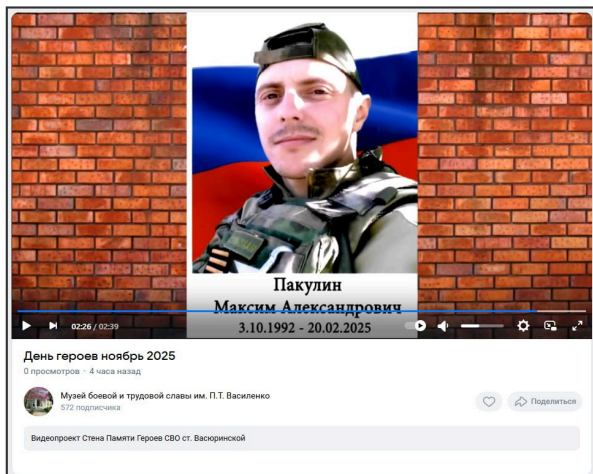 Пакулин
Максим Александрович
3.10.1992 - 20.02.2025
02:26 / 02:39
День героев ноябрь 2025
0 просмотров · 4 часа назад
Музей боевой и трудовой славы им. П.Т. Василенко
572 подписчика
Поделиться
Видеопроект Стена Памяти Героев СВО ст. Васюринской